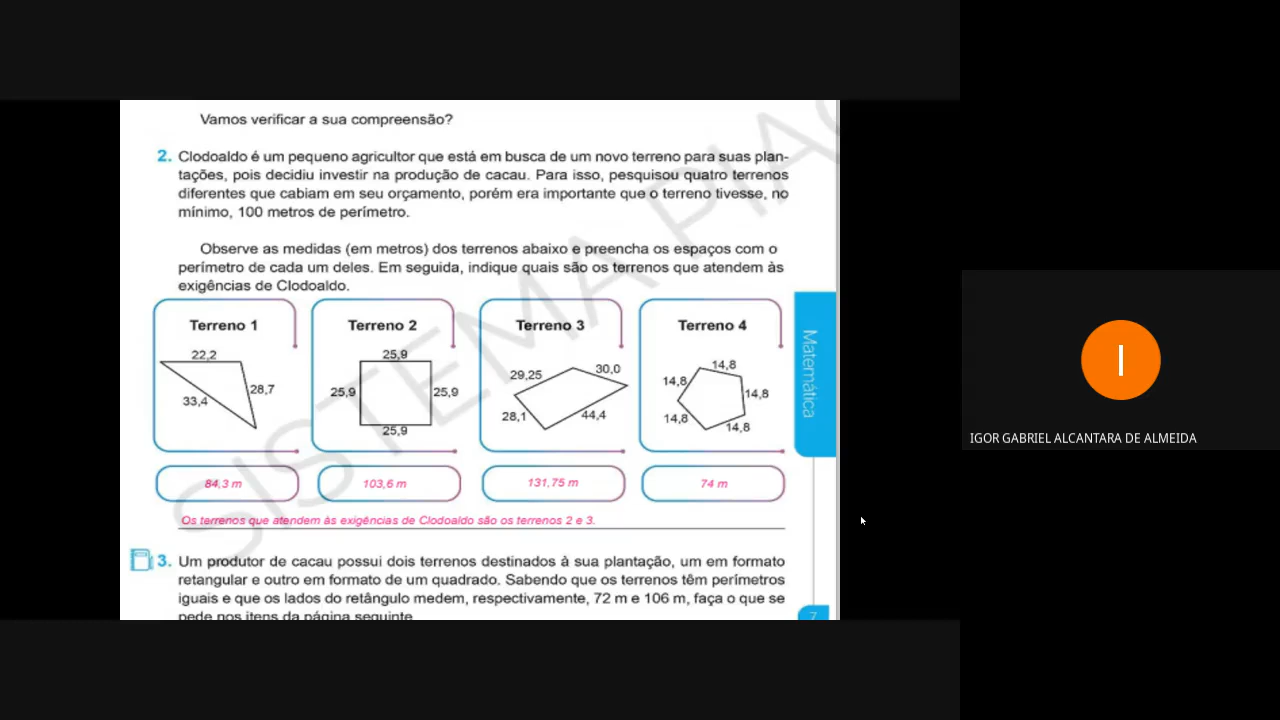 Vamos verificar a sua compreensão?
2. Clodoaldo é um pequeno agricultor que está em busca de um novo terreno para suas plan-
tações, pois decidiu investir na produção de cacau. Para isso, pesquisou quatro terrenos
diferentes que cabiam em seu orçamento, porém era importante que o terreno tivesse, no
mínimo, 100 metros de perímetro.
Observe as medidas (em metros) dos terrenos abaixo e preencha os espaços com o
perímetro de cada um deles. Em seguida, indique quais são os terrenos que atendem às
exigências de Clodoaldo.
Terreno 1
22,2
28,7
33,4
84,3 m
Terreno 2
25,9
25,9
25,9
25,9
103,6 m
Terreno 3
29,25
30,0
28,1
44,4
131,75 m
Terreno 4
14,8
14,8
14,8
14,8
14,8
74 m
Os terrenos que atendem às exigências de Clodoaldo são os terrenos 2 e 3.
3. Um produtor de cacau possui dois terrenos destinados à sua plantação, um em formato
retangular e outro em formato de um quadrado. Sabendo que os terrenos têm perímetros
iguais e que os lados do retângulo medem, respectivamente, 72 m e 106 m, faça o que se
pede nos itens da página seguinte
Matemática
7
SISTEMA PIA
I
IGOR GABRIEL ALCANTARA DE ALMEIDA